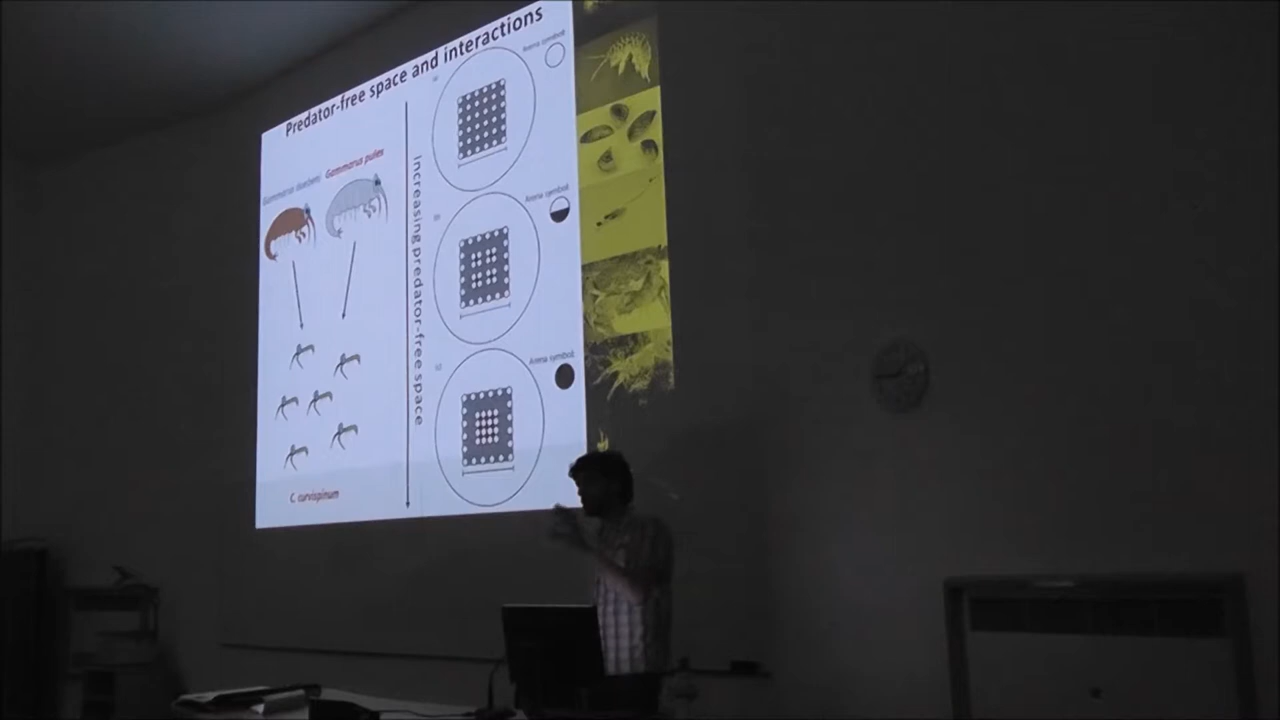 Predator-free space and interactions
Gammarus duebeni
Gammarus pulex
C. curvispinum
increasing predator-free space
(a)
Arena symbol:
(b)
Arena symbol:
(c)
Arena symbol: